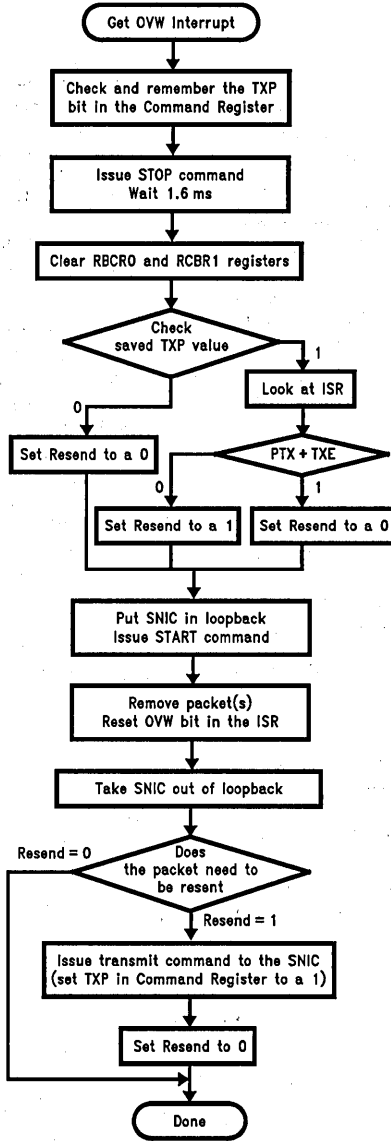 Get OVW Interrupt
Check and remember the TXP
bit in the Command Register
Issue STOP command
Wait 1.6 ms
Clear RBCR0 and RCBR1 registers
Check
saved TXP value
1
0
Look at ISR
Set Resend to a 0
PTX + TXE
0
1
Set Resend to a 1
Set Resend to a 0
Put SNIC in loopback
Issue START command
Remove packet(s)
Reset OVW bit in the ISR
Take SNIC out of loopback
Resend = 0
Does
the packet need to
be resent
Resend = 1
Issue transmit command to the SNIC
(set TXP in Command Register to a 1)
Set Resend to 0
Done